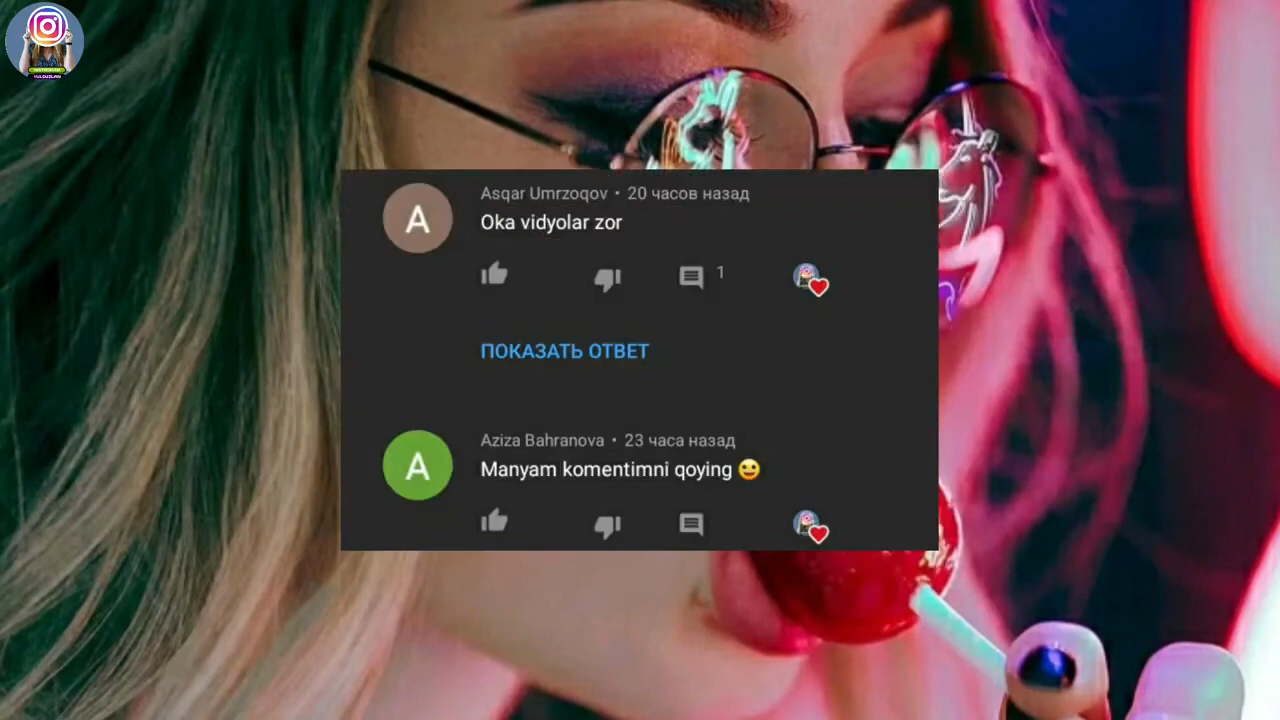 Asqar Umrzoqov • 20 часов назад
Oka vidyolar zor
1
ПОКАЗАТЬ ОТВЕТ
Aziza Bahranova • 23 часа назад
Manyam komentimni qoying 😀